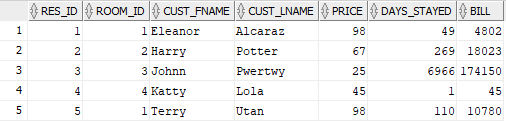 RES_ID ROOM_ID CUST_FNAME CUST_LNAME PRICE DAYS_STAYED BILL
1 1 1 Eleanor Alcaraz 98 49 4802
2 2 2 Harry Potter 67 269 18023
3 3 3 Johnn Pwertwy 25 6966 174150
4 4 4 Katty Lola 45 1 45
5 5 1 Terry Utan 98 110 10780